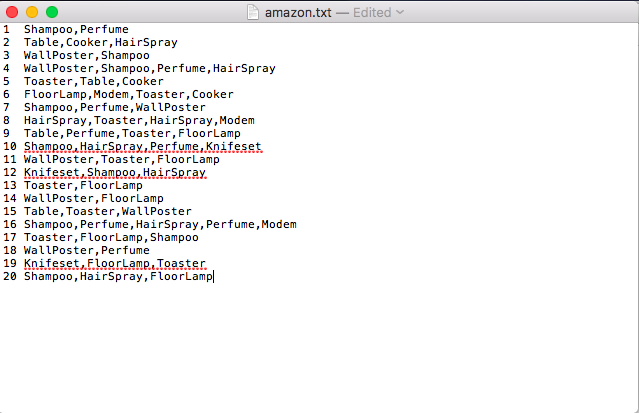 amazon.txt — Edited
1 Shampoo,Perfume
2 Table,Cooker,HairSpray
3 WallPoster,Shampoo
4 WallPoster,Shampoo,Perfume,HairSpray
5 Toaster,Table,Cooker
6 FloorLamp,Modem,Toaster,Cooker
7 Shampoo,Perfume,WallPoster
8 HairSpray,Toaster,HairSpray,Modem
9 Table,Perfume,Toaster,FloorLamp
10 Shampoo,HairSpray,Perfume,Knifeset
11 WallPoster,Toaster,FloorLamp
12 Knifeset,Shampoo,HairSpray
13 Toaster,FloorLamp
14 WallPoster,FloorLamp
15 Table,Toaster,WallPoster
16 Shampoo,Perfume,HairSpray,Perfume,Modem
17 Toaster,FloorLamp,Shampoo
18 WallPoster,Perfume
19 Knifeset,FloorLamp,Toaster
20 Shampoo,HairSpray,FloorLamp